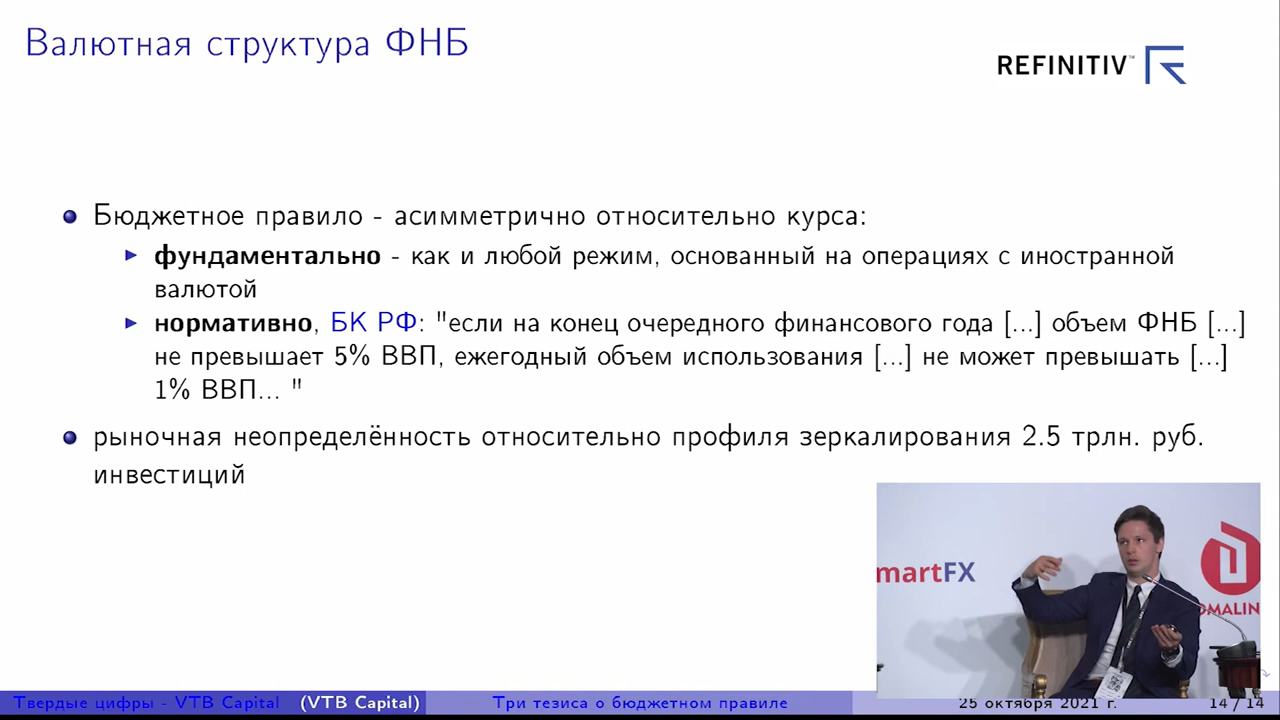 Валютная структура ФНБ
REFINITIV™
Бюджетное правило - асимметрично относительно курса:
фундаментально - как и любой режим, основанный на операциях с иностранной
валютой
нормативно, БК РФ: "если на конец очередного финансового года [...] объем ФНБ [...]
не превышает 5% ВВП, ежегодный объем использования [...] не может превышать [...]
1% ВВП... "
рыночная неопределённость относительно профиля зеркалирования 2.5 трлн. руб.
инвестиций
martFX
OMALIN
Твердые цифры - VTB Capital (VTB Capital)
Три тезиса о бюджетном правиле
25 октября 2021 г.
14 / 14